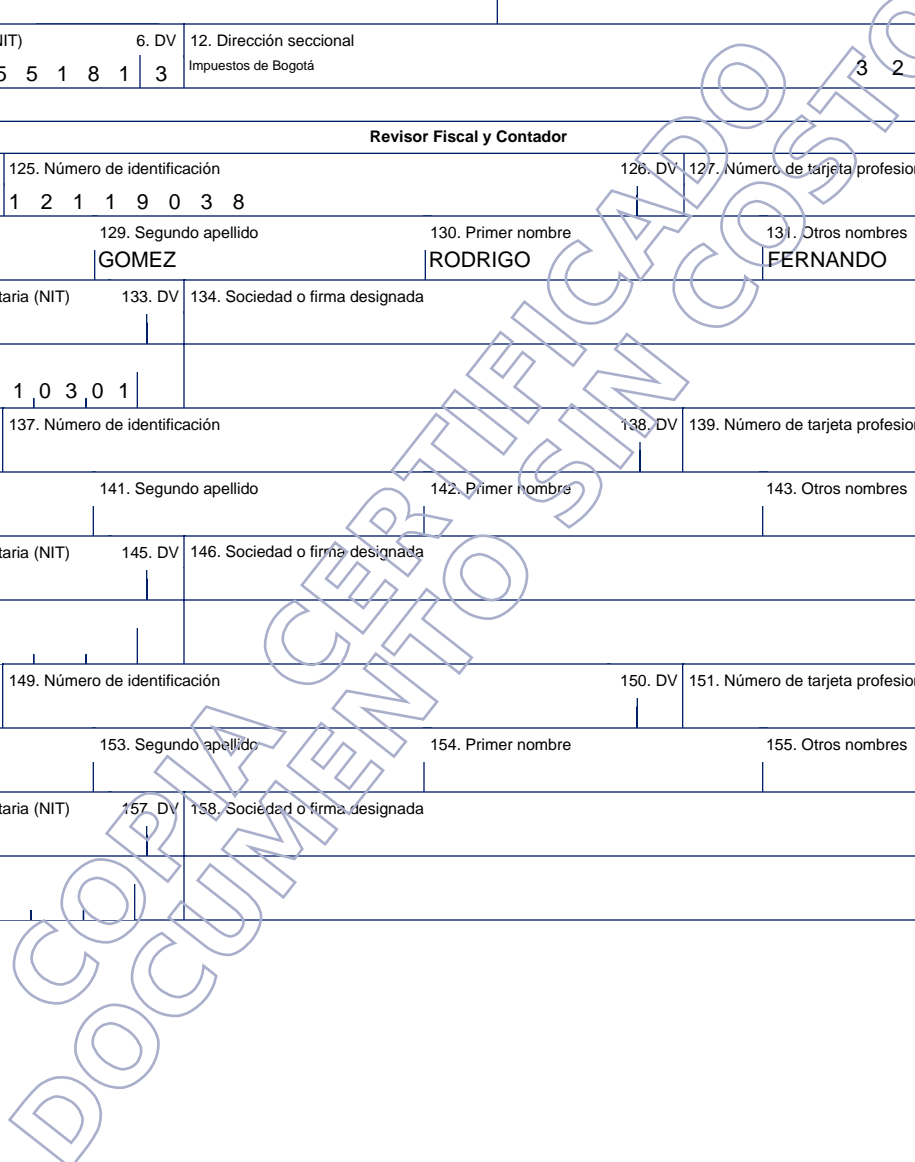 NIT) 6. DV 12. Dirección seccional
5 5 1 8 1 3 Impuestos de Bogotá 3 2
Revisor Fiscal y Contador
125. Número de identificación 126. DV 127. Número de tarjeta profesion
1 2 1 1 9 0 3 8
129. Segundo apellido 130. Primer nombre 131. Otros nombres
GOMEZ RODRIGO FERNANDO
taria (NIT) 133. DV 134. Sociedad o firma designada
1 0 3 0 1
137. Número de identificación 138. DV 139. Número de tarjeta profesion
141. Segundo apellido 142. Primer nombre 143. Otros nombres
taria (NIT) 145. DV 146. Sociedad o firma designada
149. Número de identificación 150. DV 151. Número de tarjeta profesion
153. Segundo apellido 154. Primer nombre 155. Otros nombres
taria (NIT) 157. DV 158. Sociedad o firma designada
COPIA CERTIFICADO
DOCUMENTO SIN COSTO